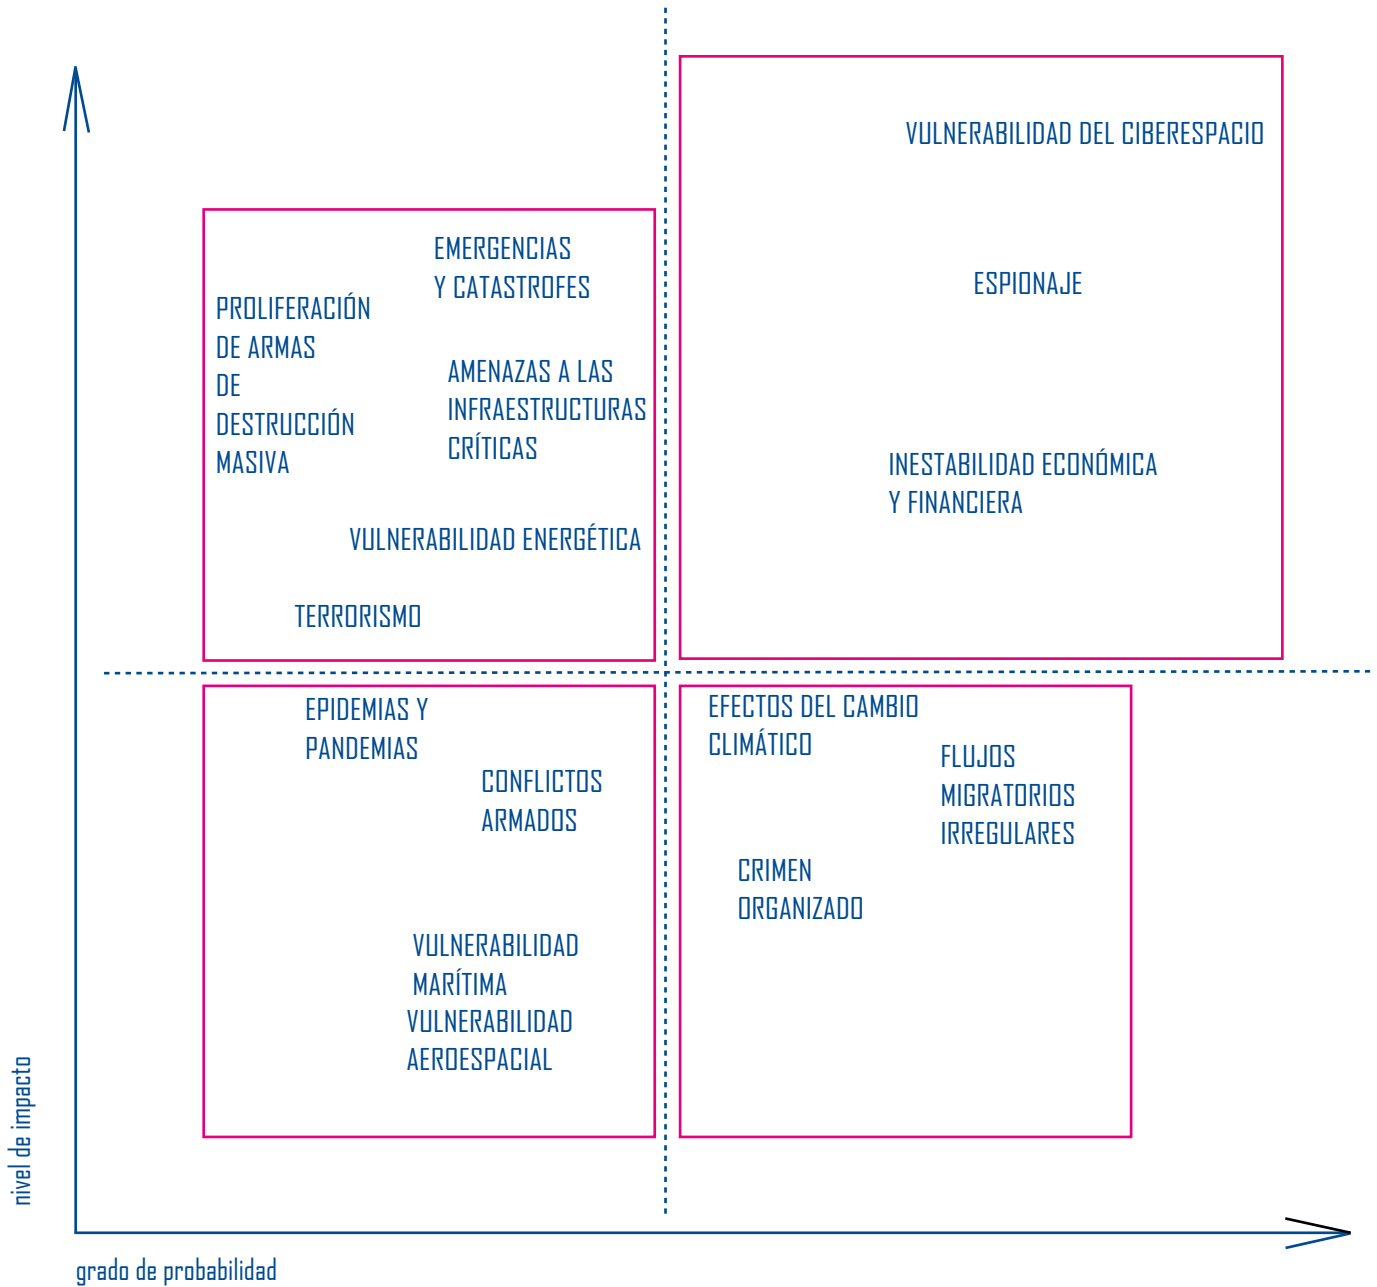 VULNERABILIDAD DEL CIBERESPACIO
ESPIONAJE
INESTABILIDAD ECONÓMICA
Y FINANCIERA
EMERGENCIAS
Y CATASTROFES
PROLIFERACIÓN
DE ARMAS
DE
DESTRUCCIÓN
MASIVA
AMENAZAS A LAS
INFRAESTRUCTURAS
CRÍTICAS
VULNERABILIDAD ENERGÉTICA
TERRORISMO
EPIDEMIAS Y
PANDEMIAS
CONFLICTOS
ARMADOS
VULNERABILIDAD
MARÍTIMA
VULNERABILIDAD
AEROESPACIAL
EFECTOS DEL CAMBIO
CLIMÁTICO
FLUJOS
MIGRATORIOS
IRREGULARES
CRIMEN
ORGANIZADO
nivel de impacto
grado de probabilidad